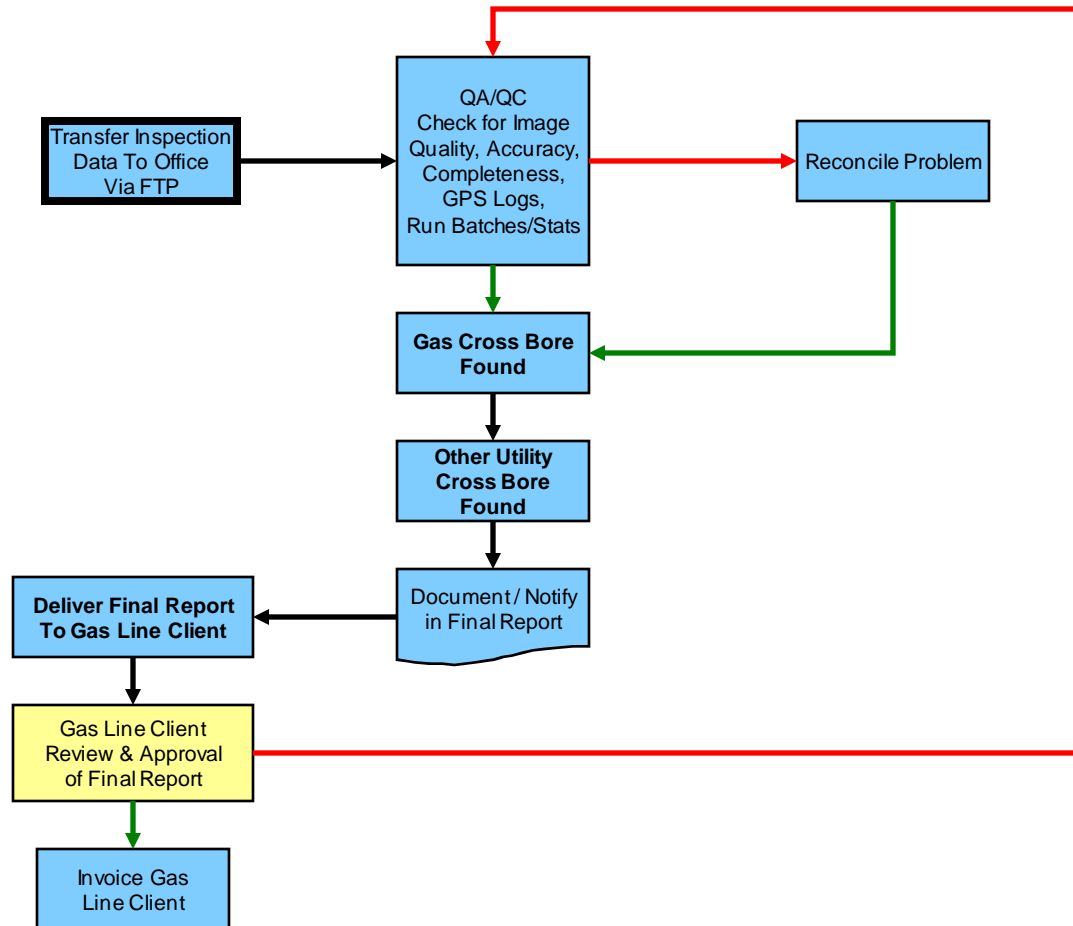 Transfer Inspection
Data To Office
Via FTP
QA/QC
Check for Image
Quality, Accuracy,
Completeness,
GPS Logs,
Run Batches/Stats
Reconcile Problem
Gas Cross Bore
Found
Other Utility
Cross Bore
Found
Document / Notify
in Final Report
Deliver Final Report
To Gas Line Client
Gas Line Client
Review & Approval
of Final Report
Invoice Gas
Line Client